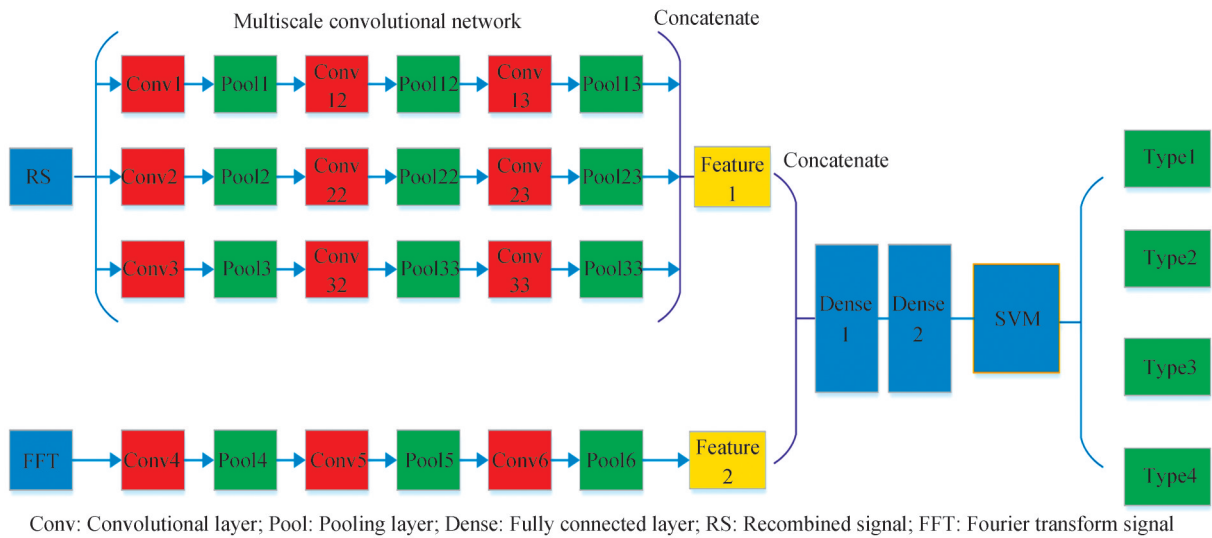 Multiscale convolutional network
Concatenate
Conv1 Pool1 Conv 12 Pool12 Conv 13 Pool13
RS Conv2 Pool2 Conv 22 Pool22 Conv 23 Pool23 Feature 1
Conv3 Pool3 Conv 32 Pool33 Conv 33 Pool33
Concatenate
Dense 1
Dense 2
SVM
Type1
Type2
Type3
Type4
FFT Conv4 Pool4 Conv5 Pool5 Conv6 Pool6 Feature 2
Conv: Convolutional layer; Pool: Pooling layer; Dense: Fully connected layer; RS: Recombined signal; FFT: Fourier transform signal